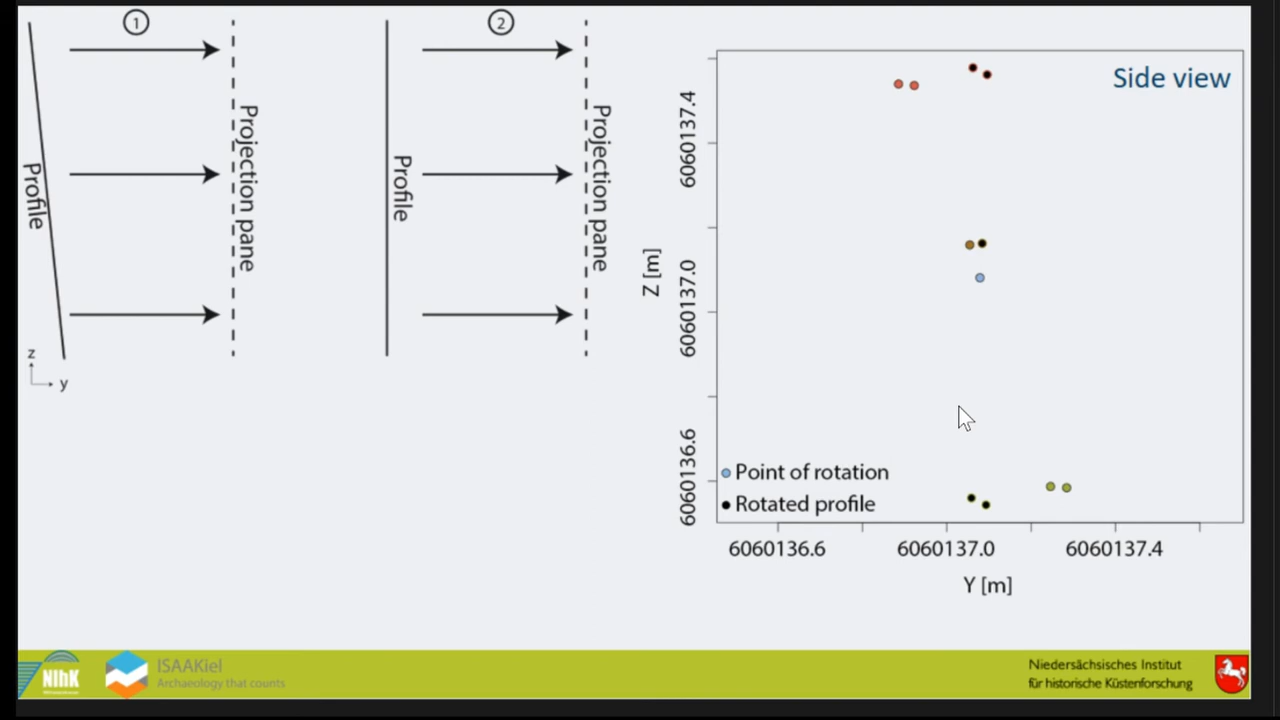 1
2
Profile
Projection pane
Profile
Projection pane
z
y
Side view
Z [m]
6060137.4
6060137.0
6060136.6
Point of rotation
Rotated profile
6060136.6
6060137.0
6060137.4
Y [m]
NIhK
ISAAKiel
Archaeology that counts
Niedersächsisches Institut
für historische Küstenforschung